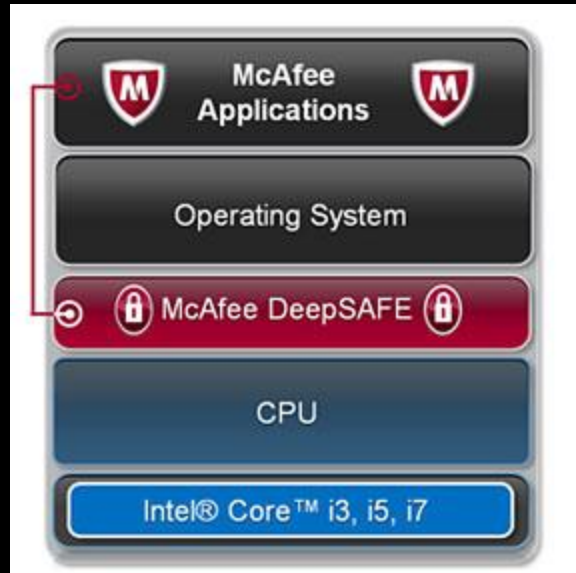 McAfee
Applications
Operating System
McAfee DeepSAFE
CPU
Intel® Core™ i3, i5, i7